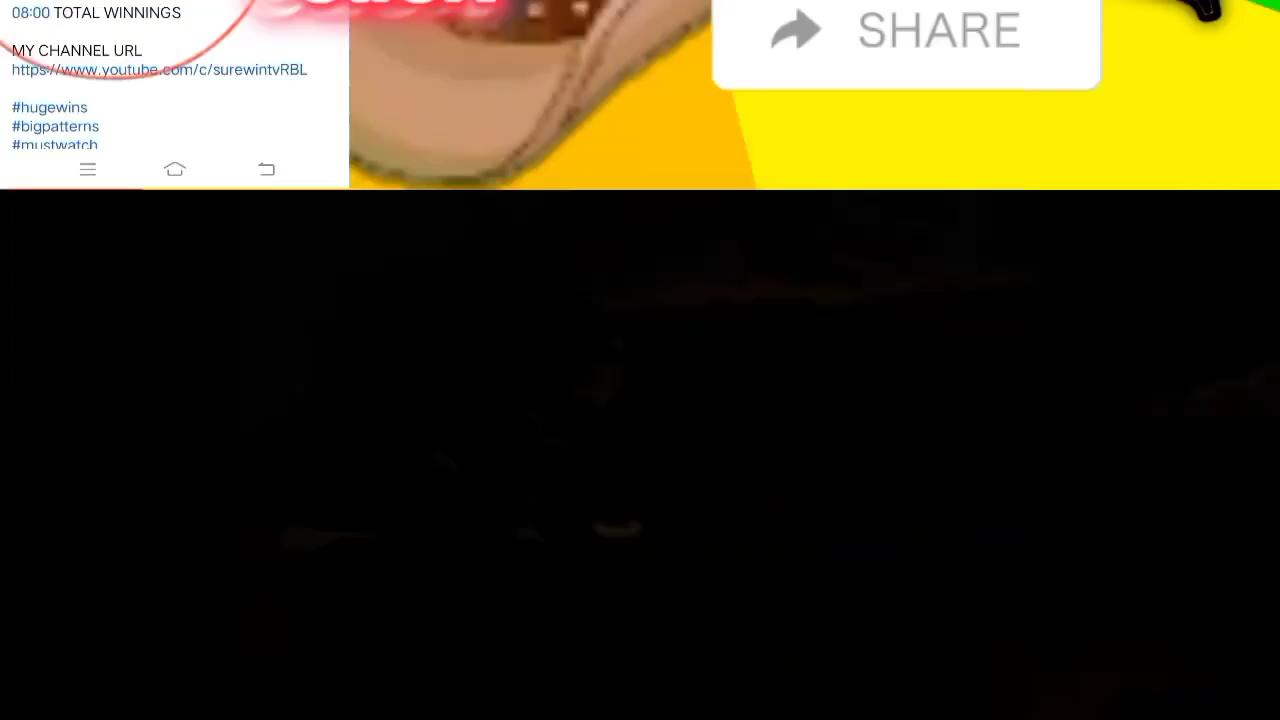 08:00 TOTAL WINNINGS
MY CHANNEL URL
https://www.youtube.com/c/surewintvRBL
#hugewins
#bigpatterns
#mustwatch
SHARE